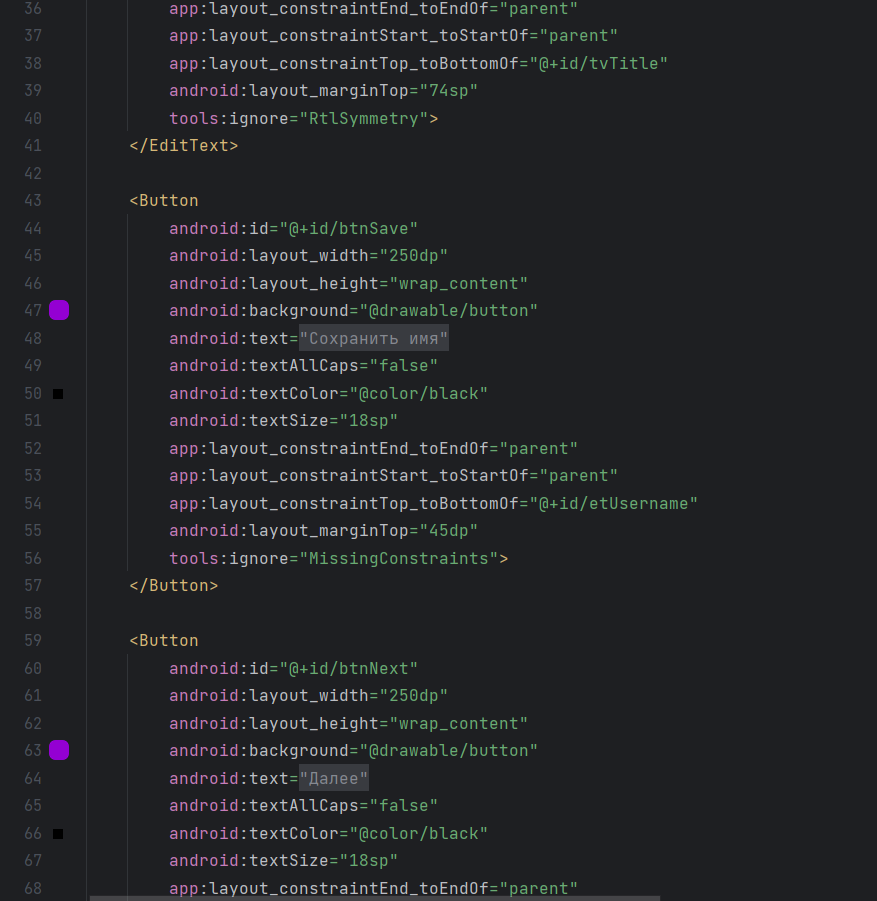 36 app:layout_constraintEnd_toEndOf="parent"
37 app:layout_constraintStart_toStartOf="parent"
38 app:layout_constraintTop_toBottomOf="@+id/tvTitle"
39 android:layout_marginTop="74sp"
40 tools:ignore="RtlSymmetry">
41 </EditText>
42
43 <Button
44 android:id="@+id/btnSave"
45 android:layout_width="250dp"
46 android:layout_height="wrap_content"
47 android:background="@drawable/button"
48 android:text="Сохранить имя"
49 android:textAllCaps="false"
50 android:textColor="@color/black"
51 android:textSize="18sp"
52 app:layout_constraintEnd_toEndOf="parent"
53 app:layout_constraintStart_toStartOf="parent"
54 app:layout_constraintTop_toBottomOf="@+id/etUsername"
55 android:layout_marginTop="45dp"
56 tools:ignore="MissingConstraints">
57 </Button>
58
59 <Button
60 android:id="@+id/btnNext"
61 android:layout_width="250dp"
62 android:layout_height="wrap_content"
63 android:background="@drawable/button"
64 android:text="Далее"
65 android:textAllCaps="false"
66 android:textColor="@color/black"
67 android:textSize="18sp"
68 app:layout_constraintEnd_toEndOf="parent"